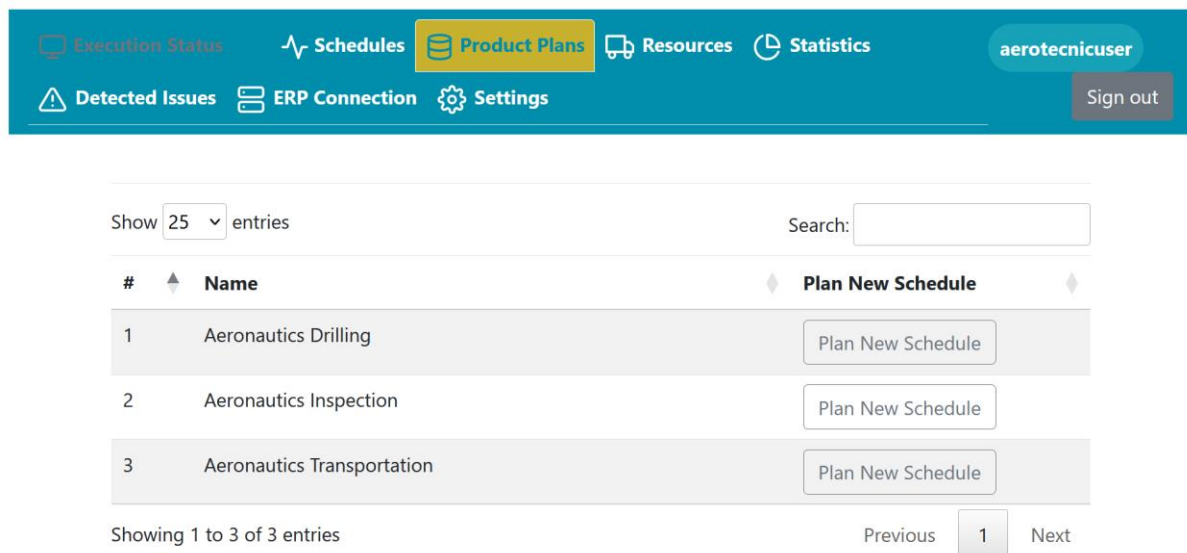 Execution Status Schedules Product Plans Resources Statistics aerotecnicuser
Detected Issues ERP Connection Settings Sign out
Show 25 entries Search:
# Name Plan New Schedule
1 Aeronautics Drilling Plan New Schedule
2 Aeronautics Inspection Plan New Schedule
3 Aeronautics Transportation Plan New Schedule
Showing 1 to 3 of 3 entries Previous 1 Next